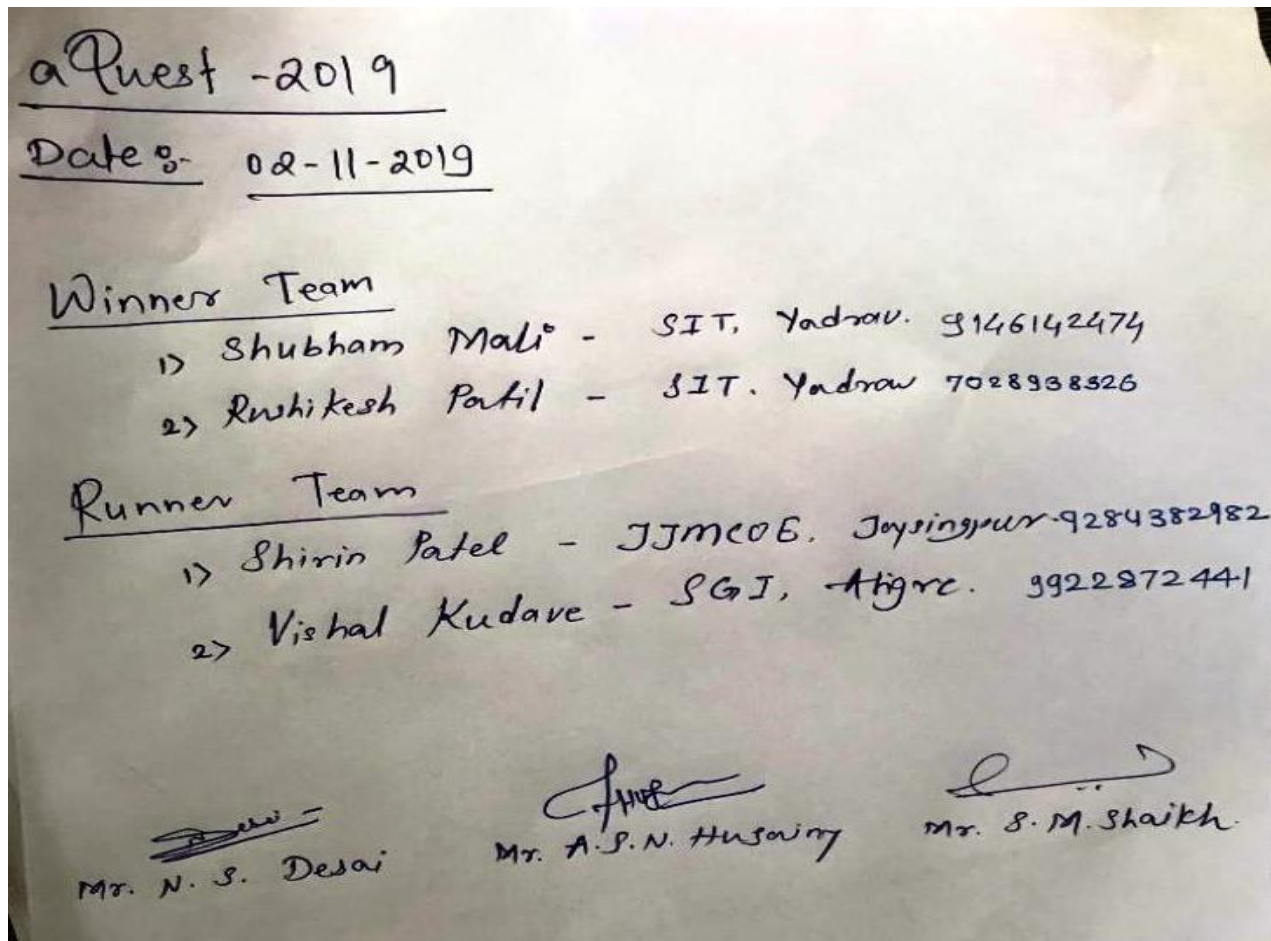 aQuest - 2019
Date :- 02-11-2019
Winner Team
1) Shubham Mali - SIT, Yadrav. 9146142474
2) Rushikesh Patil - SIT. Yadrav 7028938326
Runner Team
1) Shirin Patel - JJMCOE. Jaysingpur-9284382982
2) Vishal Kudave - SGI, Atigre. 9922872441
Mr. N. S. Desai
Mr. A.S.N. Husainy
Mr. S.M. Shaikh.